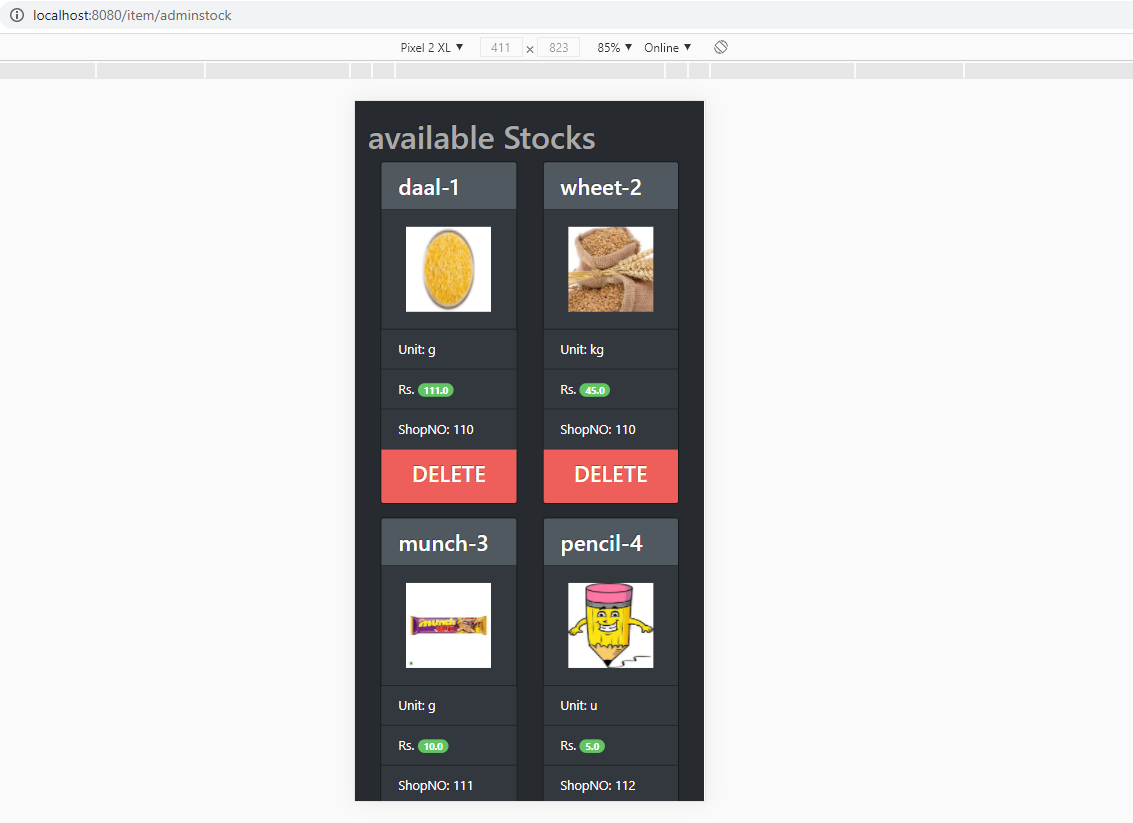 localhost:8080/item/adminstock
Pixel 2 XL ▼ 411 × 823 85% ▼ Online ▼
available Stocks
daal-1
Unit: g
Rs. 111.0
ShopNO: 110
DELETE
wheet-2
Unit: kg
Rs. 45.0
ShopNO: 110
DELETE
munch-3
munch
Unit: g
Rs. 10.0
ShopNO: 111
pencil-4
Unit: u
Rs. 5.0
ShopNO: 112